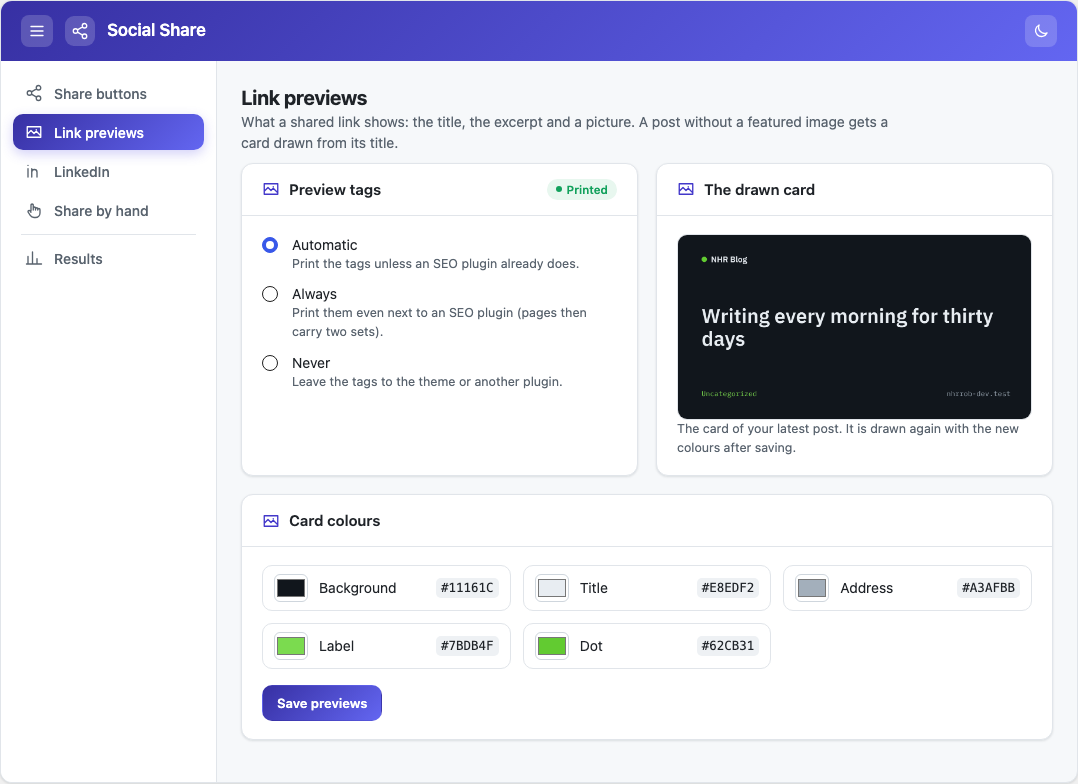 Social Share
Share buttons
Link previews
LinkedIn
Share by hand
Results
Link previews
What a shared link shows: the title, the excerpt and a picture. A post without a featured image gets a
card drawn from its title.
Preview tags
Printed
Automatic
Print the tags unless an SEO plugin already does.
Always
Print them even next to an SEO plugin (pages then
carry two sets).
Never
Leave the tags to the theme or another plugin.
The drawn card
NHR Blog
Writing every morning for thirty
days
Uncategorized
nhrrob-dev.test
The card of your latest post. It is drawn again with the new
colours after saving.
Card colours
Background #11161C
Title #E8EDF2
Address #A3AFBB
Label #7BDB4F
Dot #62CB31
Save previews